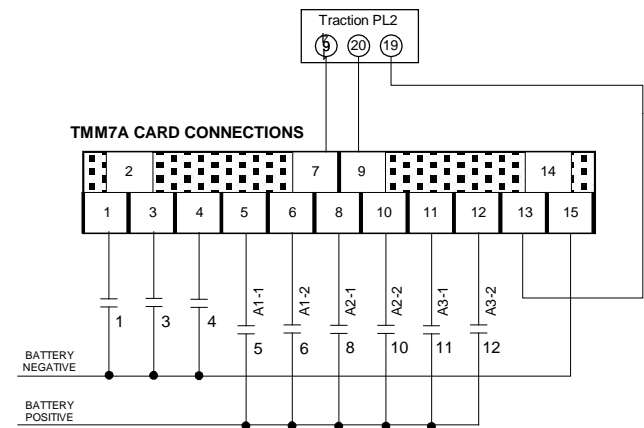 Traction PL2
9 20 19
TMM7A CARD CONNECTIONS
2 7 9 14
1 3 4 5 6 8 10 11 12 13 15
A1-1 A1-2 A2-1 A2-2 A3-1 A3-2
1 3 4 5 6 8 10 11 12
BATTERY
NEGATIVE
BATTERY
POSITIVE